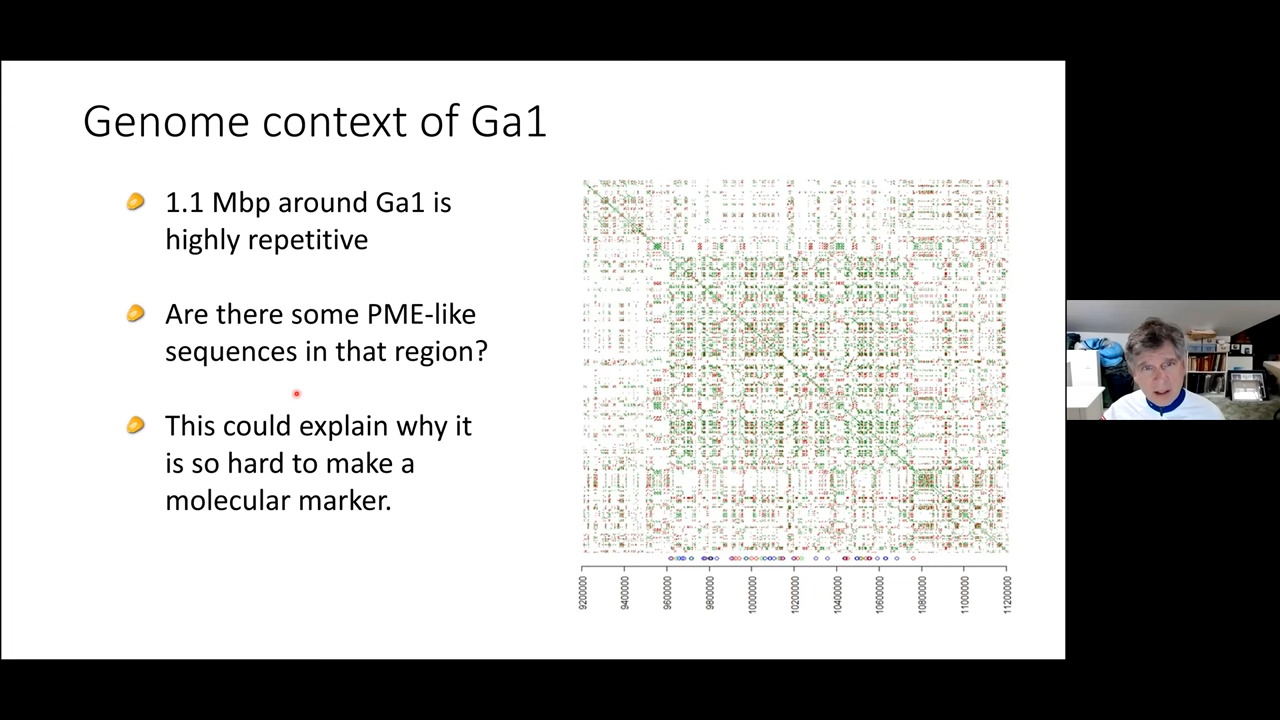 Genome context of Ga1
1.1 Mbp around Ga1 is
highly repetitive
Are there some PME-like
sequences in that region?
This could explain why it
is so hard to make a
molecular marker.
9200000
9400000
9600000
9800000
10000000
10200000
10400000
10600000
10800000
11000000
11200000